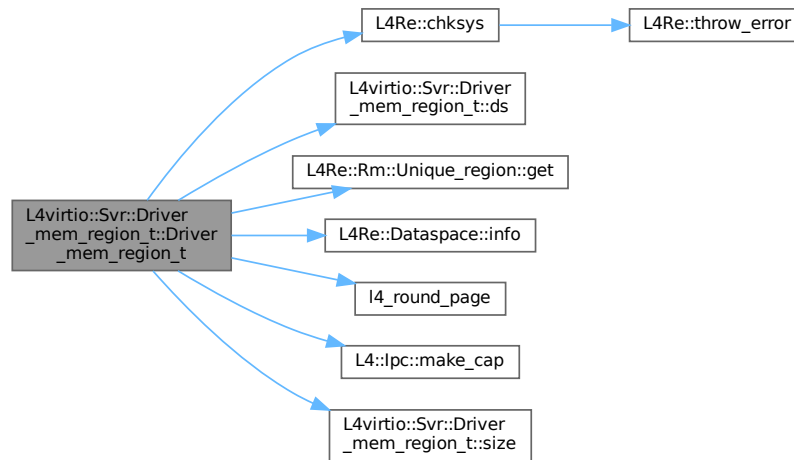 L4Re::chksys
L4Re::throw_error
L4virtio::Svr::Driver
_mem_region_t::ds
L4Re::Rm::Unique_region::get
L4virtio::Svr::Driver
_mem_region_t::Driver
_mem_region_t
L4Re::Dataspace::info
l4_round_page
L4::Ipc::make_cap
L4virtio::Svr::Driver
_mem_region_t::size